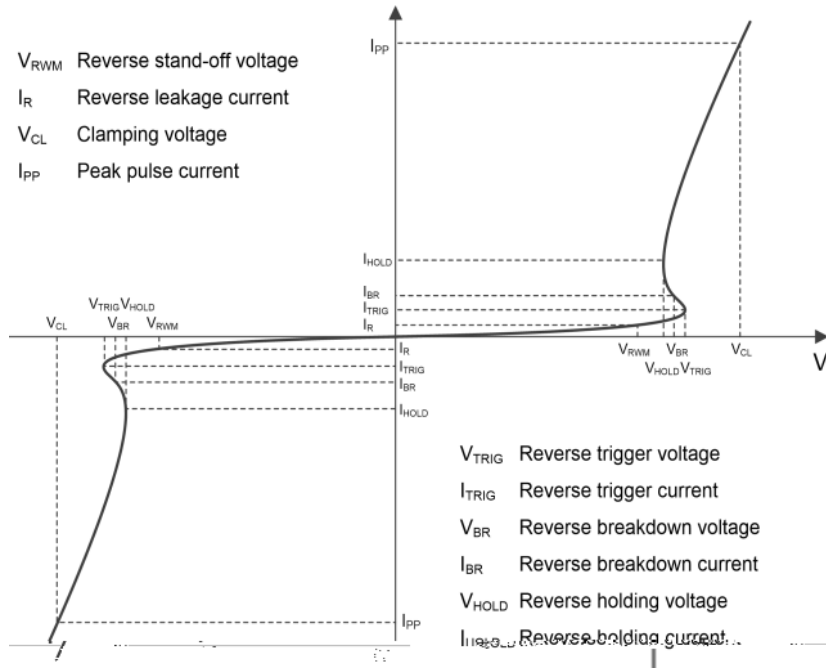 V_RWM Reverse stand-off voltage
I_R Reverse leakage current
V_CL Clamping voltage
I_PP Peak pulse current
I_PP
I_HOLD
I_BR
I_TRIG
I_R
V_TRIG V_HOLD
V_CL V_BR V_RWM
V_RWM V_BR V_CL
V_HOLD V_TRIG
V
I_R
I_TRIG
I_BR
I_HOLD
I_PP
V_TRIG Reverse trigger voltage
I_TRIG Reverse trigger current
V_BR Reverse breakdown voltage
I_BR Reverse breakdown current
V_HOLD Reverse holding voltage
Reverse holding current